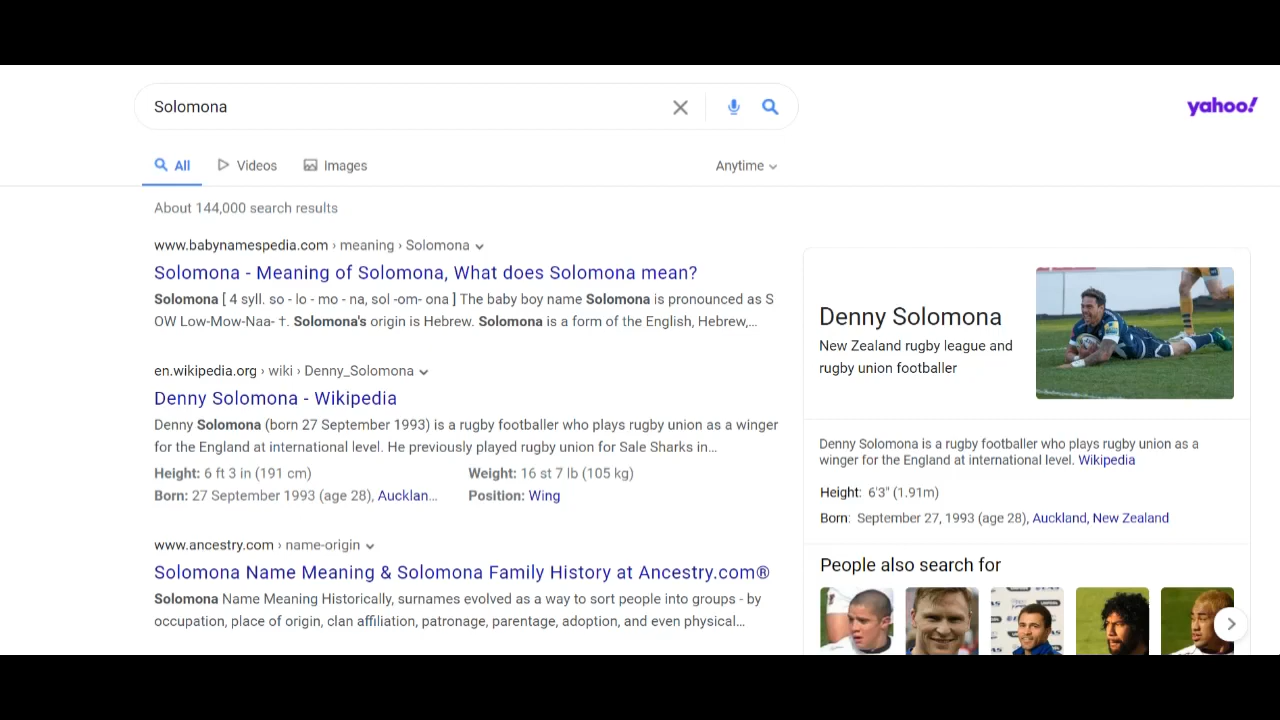 Solomona
yahoo!
All
Videos
Images
Anytime
About 144,000 search results
www.babynamespedia.com › meaning › Solomona
Solomona - Meaning of Solomona, What does Solomona mean?
Solomona [ 4 syll. so - lo - mo - na, sol -om- ona ] The baby boy name Solomona is pronounced as S
OW Low-Mow-Naa- †. Solomona's origin is Hebrew. Solomona is a form of the English, Hebrew,...
en.wikipedia.org › wiki › Denny_Solomona
Denny Solomona - Wikipedia
Denny Solomona (born 27 September 1993) is a rugby footballer who plays rugby union as a winger
for the England at international level. He previously played rugby union for Sale Sharks in...
Height: 6 ft 3 in (191 cm)
Weight: 16 st 7 lb (105 kg)
Born: 27 September 1993 (age 28), Aucklan...
Position: Wing
www.ancestry.com › name-origin
Solomona Name Meaning & Solomona Family History at Ancestry.com®
Solomona Name Meaning Historically, surnames evolved as a way to sort people into groups - by
occupation, place of origin, clan affiliation, patronage, parentage, adoption, and even physical...
Denny Solomona
New Zealand rugby league and
rugby union footballer
Denny Solomona is a rugby footballer who plays rugby union as a
winger for the England at international level. Wikipedia
Height: 6'3" (1.91m)
Born: September 27, 1993 (age 28), Auckland, New Zealand
People also search for